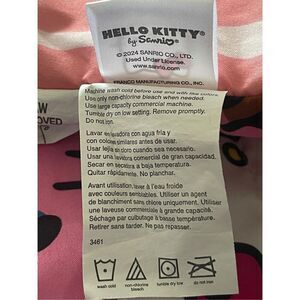 HELLO KITTY®
by Sanrio®
© 2024 SANRIO CO., LTD.
Used Under License.
www.sanrio.com
FRANCO MANUFACTURING CO., INC.
AW
OVED
Machine wash cold before use and with like colors.
Use only non-chlorine bleach when needed.
Use large capacity commercial machine.
Tumble dry on low setting. Remove promptly.
Do not iron.
Lavar en lavadora con agua fría y
con colores similares antes de usar.
Usar lejía sin cloro cuando sea necesario.
Usar una lavadora comercial de gran capacidad.
Secar en secadora a baja temperatura.
Quitar rápidamente. No planchar.
Avant utilisation, laver à l'eau froide
avec couleurs semblables. Utiliser un agent
de blanchiment sans chlore uniquement. Utiliser
une laveuse commerciale à grande capacité.
Séchage par culbutage à basse température.
Retirer sans tarder. Ne pas repasser.
3461
wash cold
non-chlorine
bleach
tumble dry low
do not iron